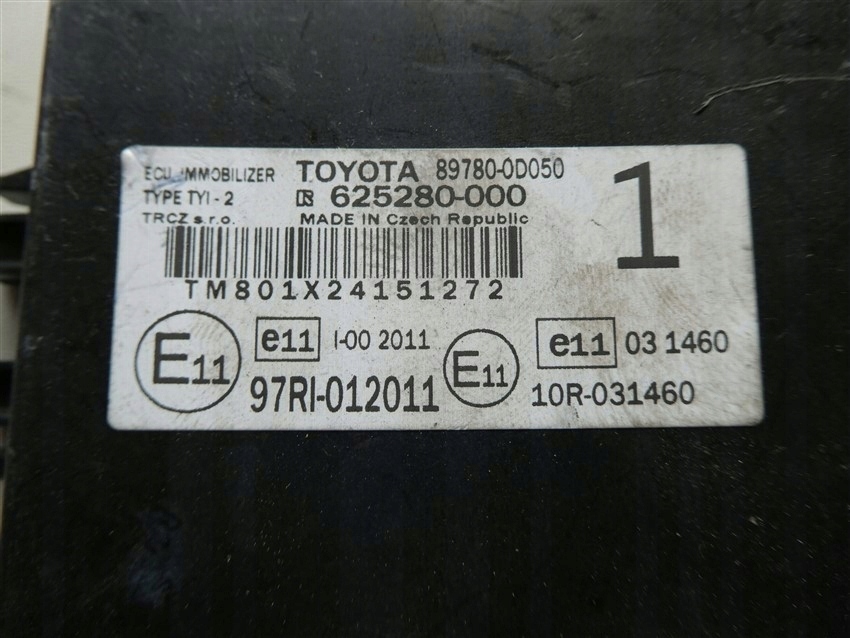 ECU IMMOBILIZER TOYOTA 89780-0D050
TYPE TYI-2 R 625280-000
TRCZ s.r.o. MADE IN Czech Republic
1
TM801X24151272
E11 e11 I-00 2011 E11 e11 03 1460
97RI-012011 10R-031460